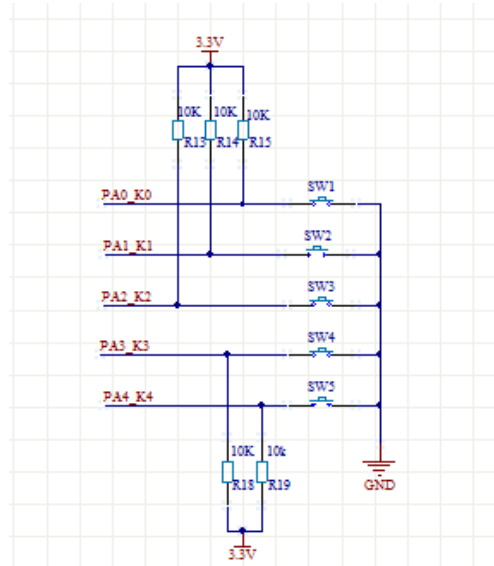 3.3V
10K 10K 10K
R13 R14 R15
PA0_K0 SW1
PA1_K1 SW2
PA2_K2 SW3
PA3_K3 SW4
PA4_K4 SW5
10K 10k
R18 R19
GND
3.3V